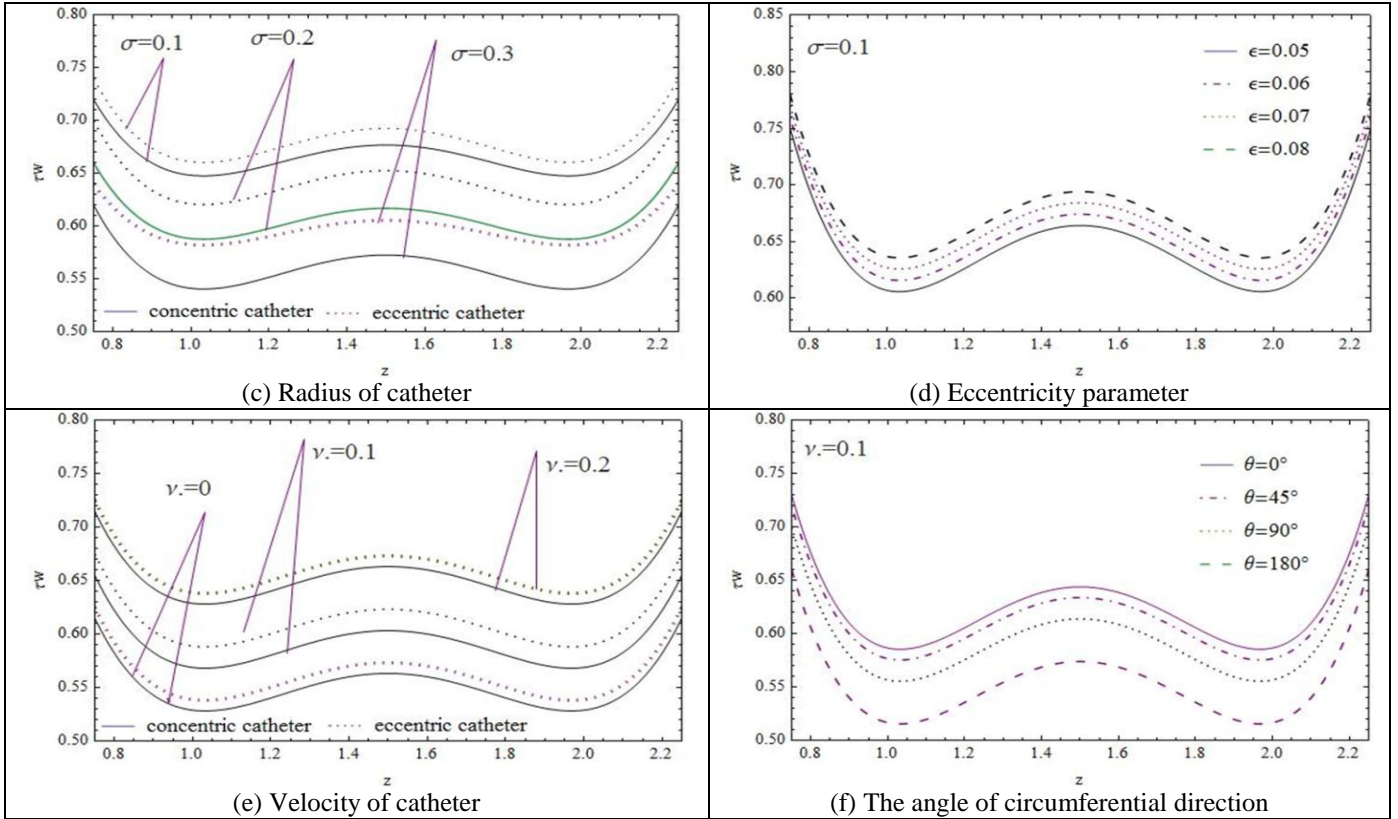 0.80
0.75
0.70
0.65
0.60
0.55
0.50
τw
σ=0.1
σ=0.2
σ=0.3
concentric catheter
eccentric catheter
0.8 1.0 1.2 1.4 1.6 1.8 2.0 2.2
z
(c) Radius of catheter
0.85
0.80
0.75
0.70
0.65
0.60
τw
σ=0.1
ϵ=0.05
ϵ=0.06
ϵ=0.07
ϵ=0.08
0.8 1.0 1.2 1.4 1.6 1.8 2.0 2.2
z
(d) Eccentricity parameter
0.80
0.75
0.70
0.65
0.60
0.55
0.50
τw
ν.=0
ν.=0.1
ν.=0.2
concentric catheter
eccentric catheter
0.8 1.0 1.2 1.4 1.6 1.8 2.0 2.2
z
(e) Velocity of catheter
0.80
0.75
0.70
0.65
0.60
0.55
0.50
τw
ν.=0.1
θ=0°
θ=45°
θ=90°
θ=180°
0.8 1.0 1.2 1.4 1.6 1.8 2.0 2.2
z
(f) The angle of circumferential direction